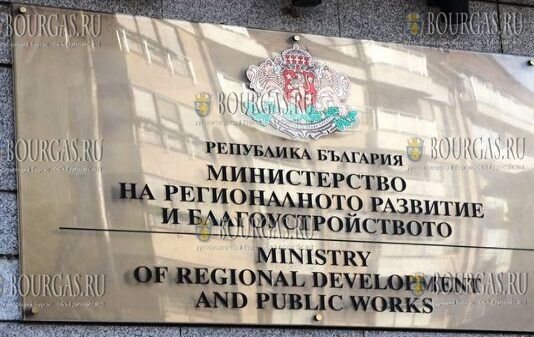 РЕПУБЛИКА БЪЛГАРИЯ
МИНИСТЕРСТВО
НА РЕГИОНАЛНОТО РАЗВИТИЕ
И БЛАГОУСТРОЙСТВОТО
MINISTRY
OF REGIONAL DEVELOPMENT
AND PUBLIC WORKS
BOURGAS.RU